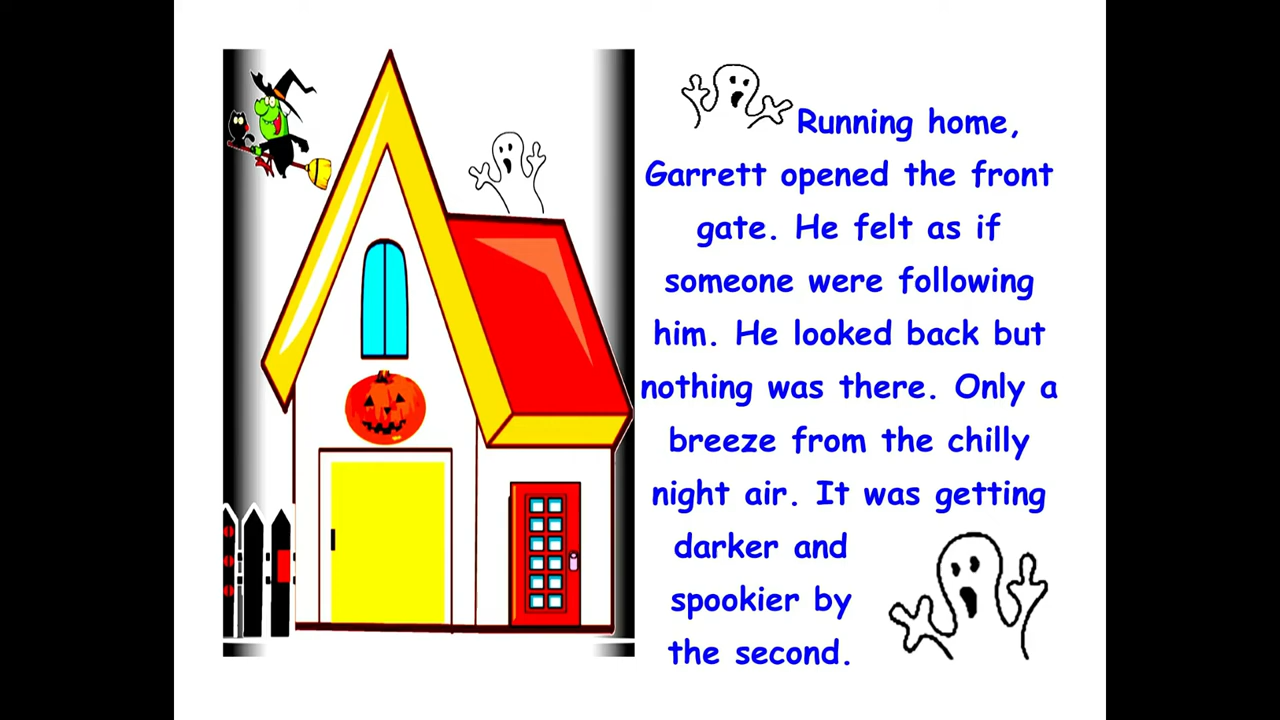 Running home,
Garrett opened the front
gate. He felt as if
someone were following
him. He looked back but
nothing was there. Only a
breeze from the chilly
night air. It was getting
darker and
spookier by
the second.